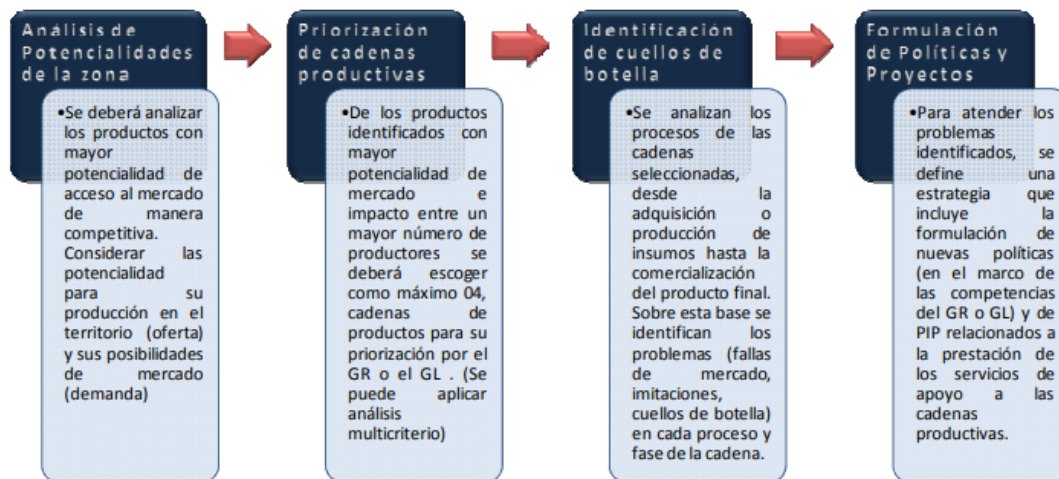 Análisis de
Potencialidades
de la zona
•Se deberá analizar
los productos con
mayor
potencialidad de
acceso al mercado
de manera
competitiva.
Considerar las
potencialidad
para su
producción en el
territorio (oferta)
y sus posibilidades
de mercado
(demanda)
Priorización
de cadenas
productivas
•De los productos
identificados con
mayor
potencialidad de
mercado e
impacto entre un
mayor número de
productores se
deberá escoger
como máximo 04,
cadenas de
productos para su
priorización por el
GR o el GL . (Se
puede aplicar
análisis
multicriterio)
Identificación
de cuellos de
botella
•Se analizan los
procesos de las
cadenas
seleccionadas,
desde la
adquisición o
producción de
insumos hasta la
comercialización
del producto final.
Sobre esta base se
identifican los
problemas (fallas
de mercado,
imitaciones,
cuellos de botella)
en cada proceso y
fase de la cadena.
Formulación
de Políticas y
Proyectos
•Para atender los
problemas
identificados, se
define una
estrategia que
incluye la
formulación de
nuevas políticas
(en el marco de
las competencias
del GR o GL) y de
PIP relacionados a
la prestación de
los servicios de
apoyo a las
cadenas
productivas.